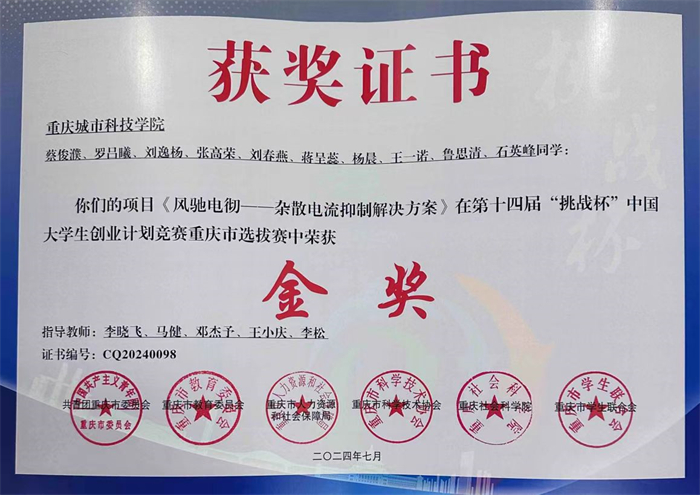 获奖证书
重庆城市科技学院
蔡俊濮、罗吕曦、刘逸杨、张高荣、刘春燕、蒋呈蕊、杨晨、王一诺、鲁思清、石英峰同学：
你们的项目《风驰电彻——杂散电流抑制解决方案》在第十四届“挑战杯”中国
大学生创业计划竞赛重庆市选拔赛中荣获
金奖
指导教师：李晓飞、马健、邓杰予、王小庆、李松
证书编号：CQ20240098
共青团重庆市委员会 重庆市教育委员会 重庆市人力资源和社会保障局 重庆市科学技术协会 重庆社会科学院 重庆市学生联合会
二〇二四年七月
挑战杯